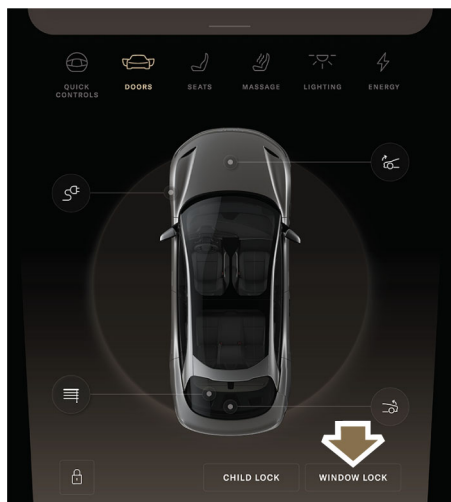 QUICK
CONTROLS
DOORS
SEATS
MASSAGE
LIGHTING
ENERGY
CHILD LOCK
WINDOW LOCK